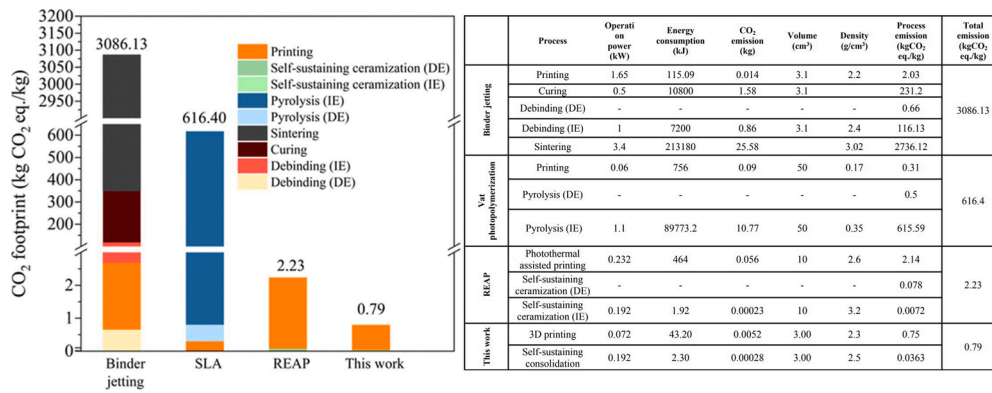 3200
3150
3100
3050
3000
2950
600
500
400
300
200
2
1
0
CO₂ footprint (kg CO₂ eq./kg)
3086.13
616.40
2.23
0.79
Printing
Self-sustaining ceramization (DE)
Self-sustaining ceramization (IE)
Pyrolysis (IE)
Pyrolysis (DE)
Sintering
Curing
Debinding (IE)
Debinding (DE)
Binder
jetting
SLA
REAP
This work
Process
Operati
on
power
(kW)
Energy
consumption
(kJ)
CO₂
emission
(kg)
Volume
(cm³)
Density
(g/cm³)
Process
emission
(kgCO₂
eq./kg)
Total
emission
(kgCO₂
eq./kg)
Binder jetting
Printing 1.65 115.09 0.014 3.1 2.2 2.03
Curing 0.5 10800 1.58 3.1 231.2
Debinding (DE) - - - - - 0.66
Debinding (IE) 1 7200 0.86 3.1 2.4 116.13
Sintering 3.4 213180 25.58 3.02 2736.12
3086.13
Vat
photopolymerization
Printing 0.06 756 0.09 50 0.17 0.31
Pyrolysis (DE) - - - - - 0.5
Pyrolysis (IE) 1.1 89773.2 10.77 50 0.35 615.59
616.4
REAP
Photothermal
assisted printing 0.232 464 0.056 10 2.6 2.14
Self-sustaining
ceramization (DE) - - - - - 0.078
Self-sustaining
ceramization (IE) 0.192 1.92 0.00023 10 3.2 0.0072
2.23
This work
3D printing 0.072 43.20 0.0052 3.00 2.3 0.75
Self-sustaining
consolidation 0.192 2.30 0.00028 3.00 2.5 0.0363
0.79